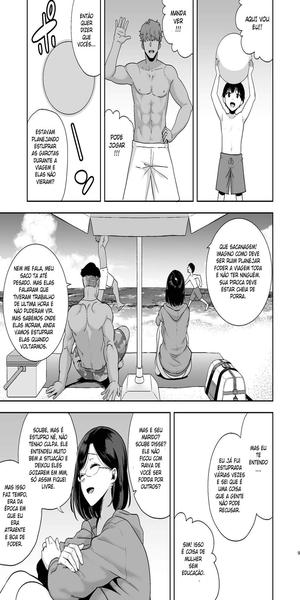 AQUI VOU
EU!!
MANDA
VER !!!
PODE
JOGAR
!!!
ENTÃO
QUER
DIZER QUE
VOCÊS...
ESTAVAM
PLANEJANDO
ESTUPRAR
AS GAROTAS
DURANTE A
VIAGEM E
ELAS NÃO
VIERAM?
QUE SACANAGEM!
IMAGINO COMO DEVE
SER RUIM PLANEJAR
FODER A VIAGEM TODA
E NÃO TER NINGUÉM.
SUA PIROCA DEVE
ESTAR CHEIA DE
PORRA.
NEM ME FALA, MEU
SACO TA ATÉ
PESADO. MAS ELAS
FALARAM QUE
TIVERAM TRABALHO
DE ULTIMA HORA E NÃO
PUDERAM VIR.
MAS SABEMOS ONDE
ELAS MORAM, ANDA
VAMOS ESTUPRAR
ELAS QUANDO
VOLTARMOS.
MAS EU TE
ENTENDO
...
EU JÁ FUI
ESTUPRADA
VÁRIAS VEZES
E SEI QUE É
UMA COISA
QUE A GENTE
NÃO PODE
RECUSAR.
SIM! ISSO
É COISA DE
MULHER
SEM
EDUCAÇÃO.
E MAS O
SEU MARIDO?
SOUBE DISSE?
ELE NÃO
FICOU COM
RAIVA DE VOCÊ
SER FODIDA
POR OUTROS?
SOUBE, MAS É
ESTUPRO NÉ, NÃO
TENHO CULPA. ELE
ENTENDEU MUITO
BEM A SITUAÇÃO E
DEIXOU ELES
GOZAREM EM MIM,
SÓ ASSIM FIQUEI
LIVRE.
MAS ISSO FAZ
TEMPO, ERA
DA ÉPOCA EM
QUE EU ERA
ATRAENTE
E BOA DE
FODER.